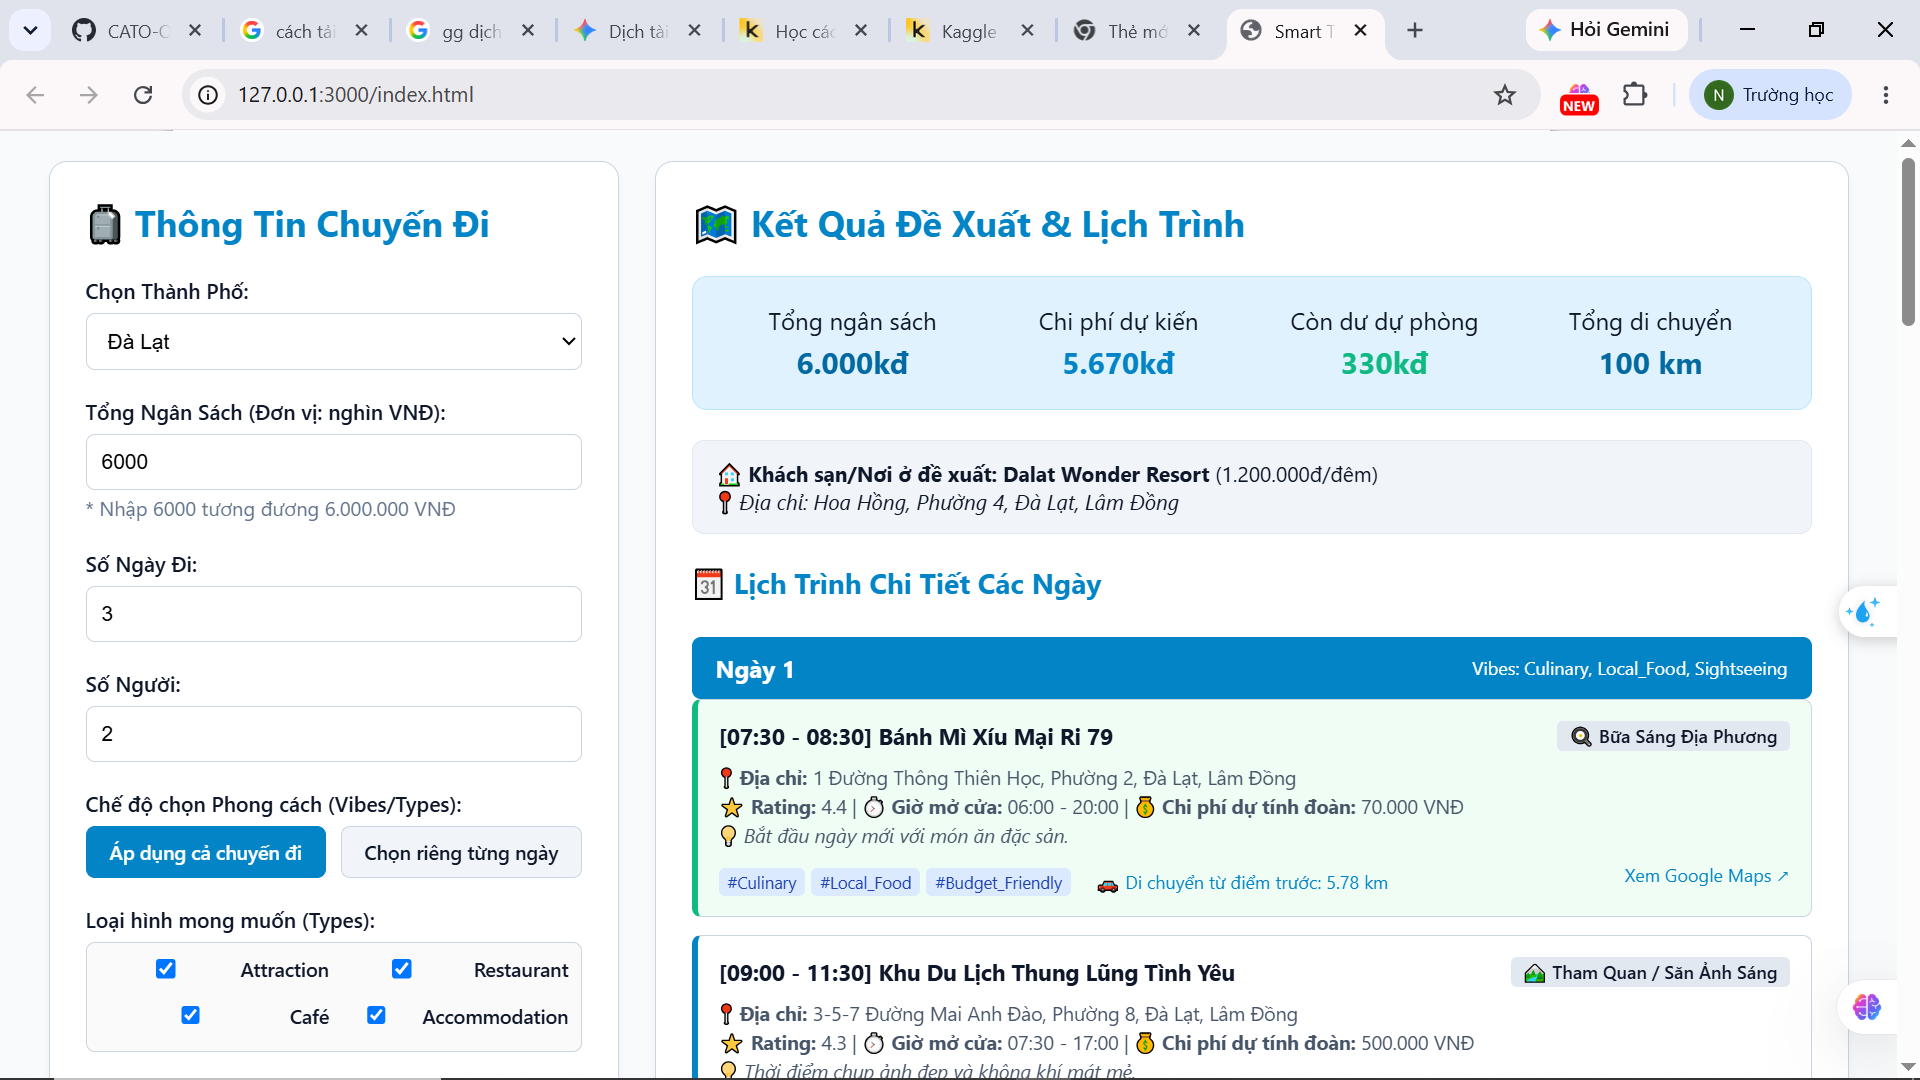 CATO-C
cách tải
gg dịch
Dịch tài
Học các
Kaggle
Thẻ mớ
Smart T
Hỏi Gemini
127.0.0.1:3000/index.html
NEW
N
Trường học
Thông Tin Chuyến Đi
Chọn Thành Phố:
Đà Lạt
Tổng Ngân Sách (Đơn vị: nghìn VNĐ):
6000
* Nhập 6000 tương đương 6.000.000 VNĐ
Số Ngày Đi:
3
Số Người:
2
Chế độ chọn Phong cách (Vibes/Types):
Áp dụng cả chuyến đi
Chọn riêng từng ngày
Loại hình mong muốn (Types):
Attraction
Restaurant
Café
Accommodation
Kết Quả Đề Xuất & Lịch Trình
Tổng ngân sách
6.000kđ
Chi phí dự kiến
5.670kđ
Còn dư dự phòng
330kđ
Tổng di chuyển
100 km
Khách sạn/Nơi ở đề xuất: Dalat Wonder Resort (1.200.000đ/đêm)
Địa chỉ: Hoa Hồng, Phường 4, Đà Lạt, Lâm Đồng
31 Lịch Trình Chi Tiết Các Ngày
Ngày 1
Vibes: Culinary, Local_Food, Sightseeing
[07:30 - 08:30] Bánh Mì Xíu Mại Ri 79
Bữa Sáng Địa Phương
Địa chỉ: 1 Đường Thông Thiên Học, Phường 2, Đà Lạt, Lâm Đồng
Rating: 4.4 | Giờ mở cửa: 06:00 - 20:00 | Chi phí dự tính đoàn: 70.000 VNĐ
Bắt đầu ngày mới với món ăn đặc sản.
#Culinary #Local_Food #Budget_Friendly Di chuyển từ điểm trước: 5.78 km
Xem Google Maps ↗
[09:00 - 11:30] Khu Du Lịch Thung Lũng Tình Yêu
Tham Quan / Săn Ảnh Sáng
Địa chỉ: 3-5-7 Đường Mai Anh Đào, Phường 8, Đà Lạt, Lâm Đồng
Rating: 4.3 | Giờ mở cửa: 07:30 - 17:00 | Chi phí dự tính đoàn: 500.000 VNĐ
Thời điểm chụp ảnh đẹp và không khí mát mẻ.